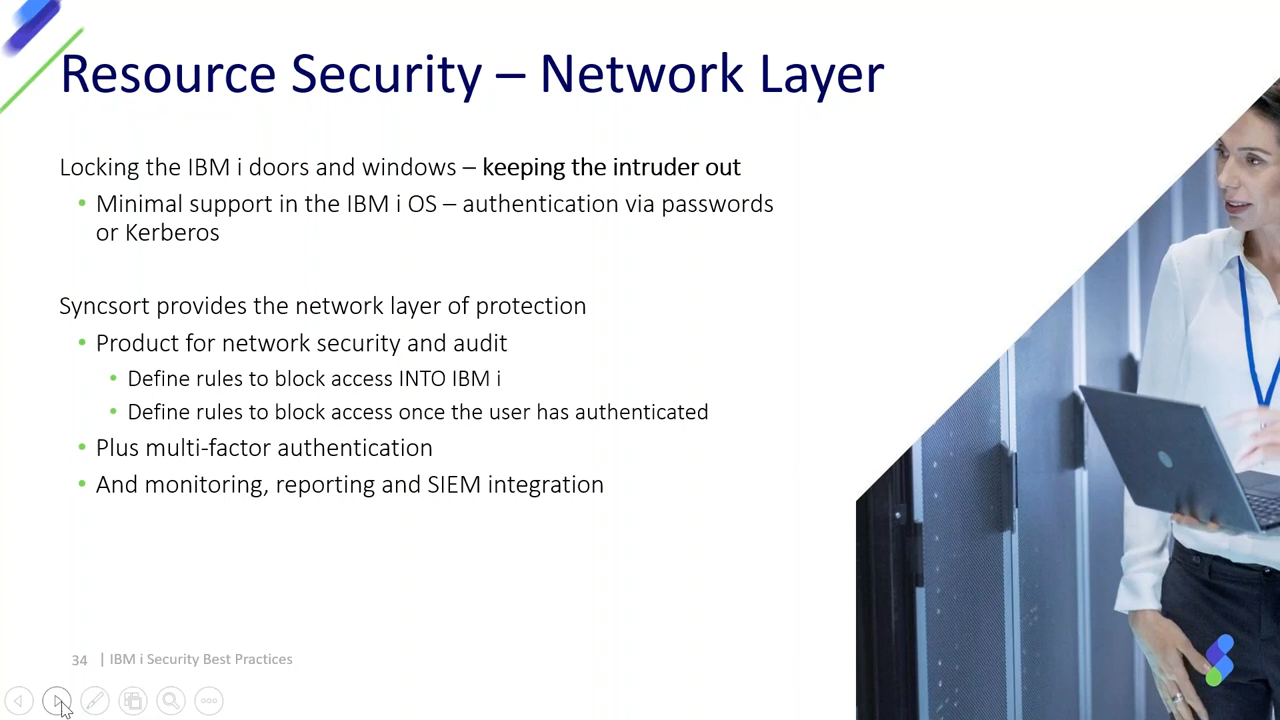 Resource Security – Network Layer
Locking the IBM i doors and windows – keeping the intruder out
• Minimal support in the IBM i OS – authentication via passwords
or Kerberos
Syncsort provides the network layer of protection
• Product for network security and audit
• Define rules to block access INTO IBM i
• Define rules to block access once the user has authenticated
• Plus multi-factor authentication
• And monitoring, reporting and SIEM integration
34 | IBM i Security Best Practices